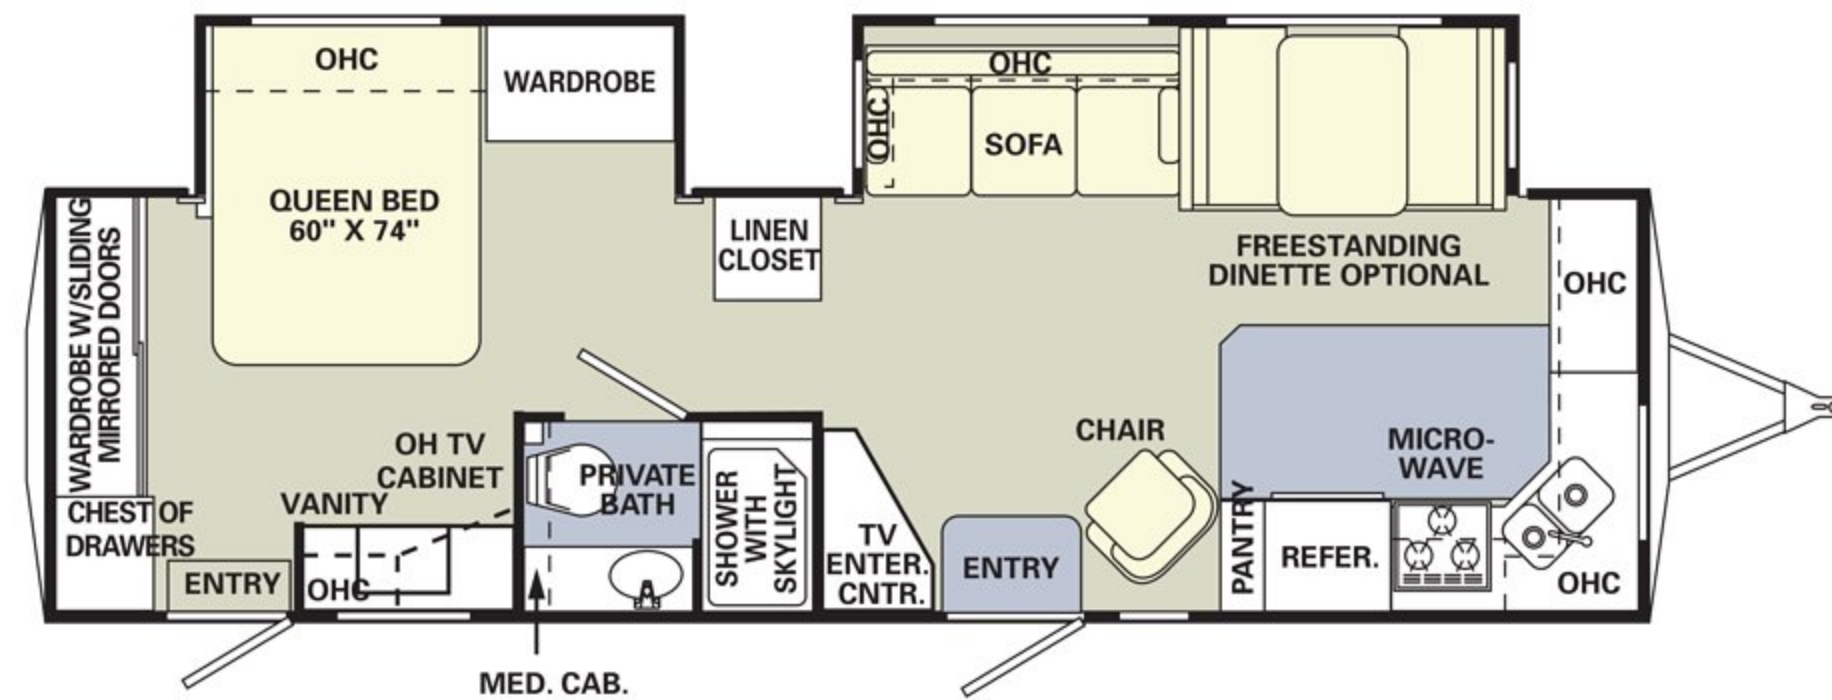 OHC
WARDROBE
QUEEN BED
60" X 74"
WARDROBE W/SLIDING
MIRRORED DOORS
CHEST OF
DRAWERS
ENTRY
VANITY
OH TV
CABINET
OHC
PRIVATE
BATH
MED. CAB.
SHOWER
WITH
SKYLIGHT
LINEN
CLOSET
OHC
OHC
SOFA
FREESTANDING
DINETTE OPTIONAL
OHC
TV
ENTER.
CNTR.
ENTRY
CHAIR
MICRO-
WAVE
PANTRY
REFER.
OHC